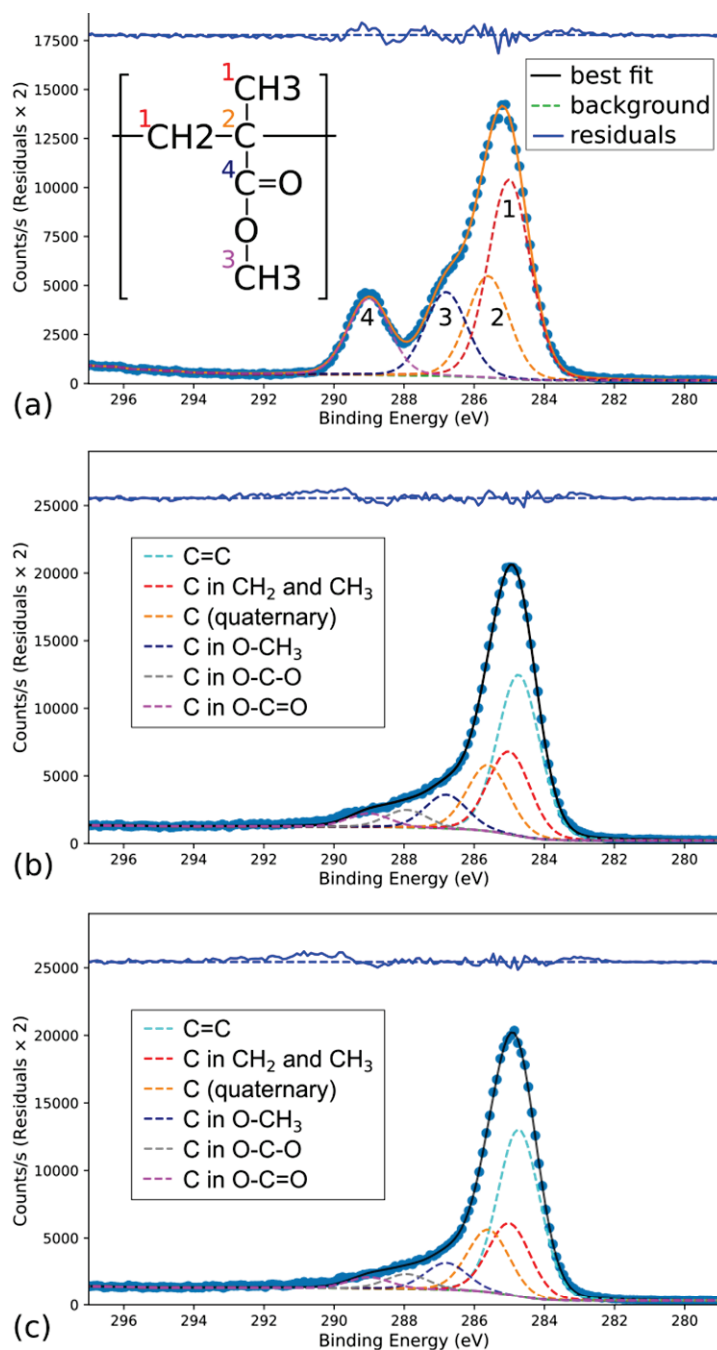 17500
15000
12500
10000
7500
5000
2500
0
Counts/s (Residuals × 2)
1
CH3
1
2
CH2
C
4
C=O
O
3
CH3
best fit
background
residuals
1
2
3
4
296 294 292 290 288 286 284 282 280
Binding Energy (eV)
(a)
25000
20000
15000
10000
5000
0
Counts/s (Residuals × 2)
C=C
C in CH₂ and CH₃
C (quaternary)
C in O-CH₃
C in O-C-O
C in O-C=O
296 294 292 290 288 286 284 282 280
Binding Energy (eV)
(b)
25000
20000
15000
10000
5000
0
Counts/s (Residuals × 2)
C=C
C in CH₂ and CH₃
C (quaternary)
C in O-CH₃
C in O-C-O
C in O-C=O
296 294 292 290 288 286 284 282 280
Binding Energy (eV)
(c)